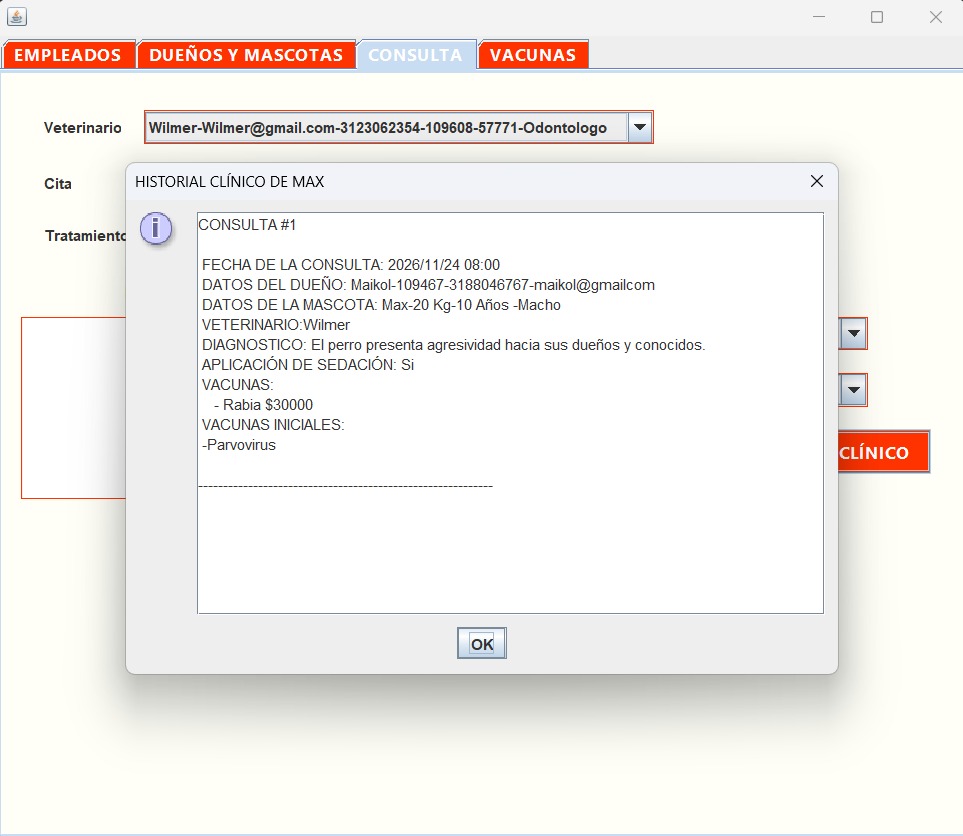 EMPLEADOS
DUEÑOS Y MASCOTAS
CONSULTA
VACUNAS
Veterinario
Wilmer-Wilmer@gmail.com-3123062354-109608-57771-Odontologo
Cita
Tratamiento
HISTORIAL CLÍNICO DE MAX
i
CONSULTA #1
FECHA DE LA CONSULTA: 2026/11/24 08:00
DATOS DEL DUEÑO: Maikol-109467-3188046767-maikol@gmailcom
DATOS DE LA MASCOTA: Max-20 Kg-10 Años -Macho
VETERINARIO:Wilmer
DIAGNOSTICO: El perro presenta agresividad hacia sus dueños y conocidos.
APLICACIÓN DE SEDACIÓN: Si
VACUNAS:
- Rabia $30000
VACUNAS INICIALES:
-Parvovirus
-----------------------------------------------------------
CLÍNICO
OK